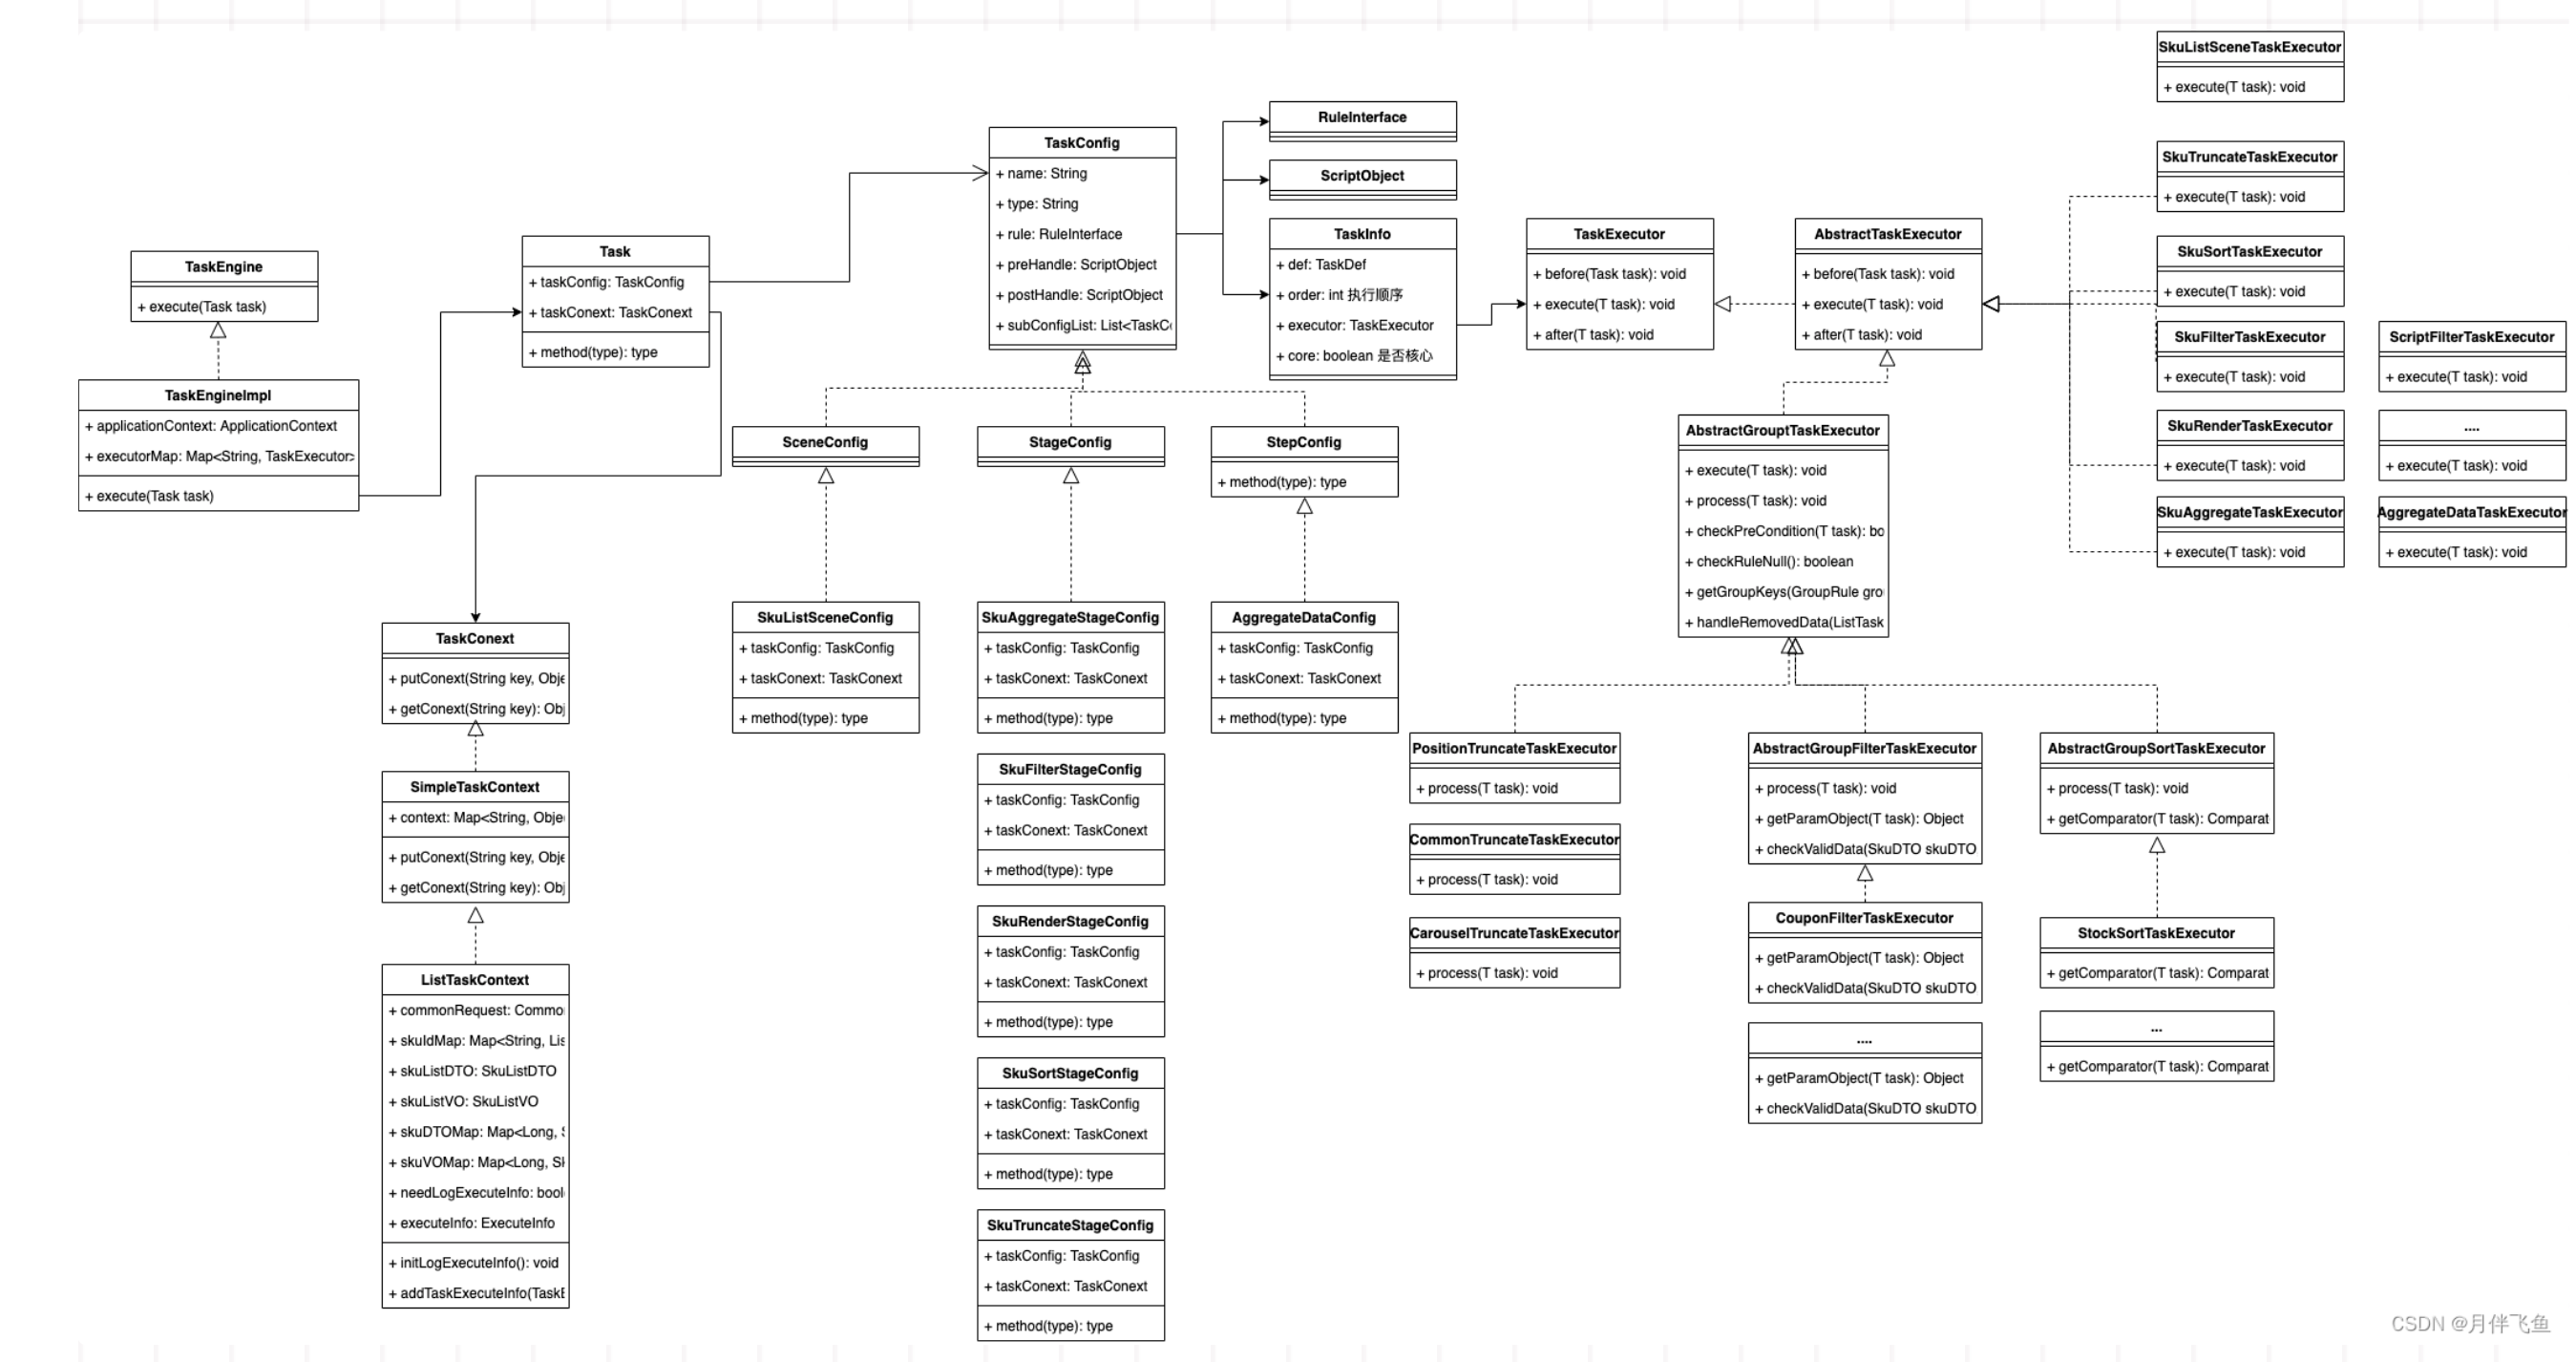 TaskEngine
+ execute(Task task)
TaskEngineImpl
+ applicationContext: ApplicationContext
+ executorMap: Map<String, TaskExecutor>
+ execute(Task task)
Task
+ taskConfig: TaskConfig
+ taskConext: TaskConext
+ method(type): type
TaskConext
+ putConext(String key, Obje
+ getConext(String key): Obj
SimpleTaskContext
+ context: Map<String, Obje
+ putConext(String key, Obje
+ getConext(String key): Obj
ListTaskContext
+ commonRequest: Commo
+ skuIdMap: Map<String, Lis
+ skuListDTO: SkuListDTO
+ skuListVO: SkuListVO
+ skuDTOMap: Map<Long, S
+ skuVOMap: Map<Long, Sk
+ needLogExecuteInfo: bool
+ executeInfo: ExecuteInfo
+ initLogExecuteInfo(): void
+ addTaskExecuteInfo(TaskE
TaskConfig
+ name: String
+ type: String
+ rule: RuleInterface
+ preHandle: ScriptObject
+ postHandle: ScriptObject
+ subConfigList: List<TaskCo
SceneConfig
StageConfig
StepConfig
+ method(type): type
SkuListSceneConfig
+ taskConfig: TaskConfig
+ taskConext: TaskConext
+ method(type): type
SkuAggregateStageConfig
+ taskConfig: TaskConfig
+ taskConext: TaskConext
+ method(type): type
SkuFilterStageConfig
+ taskConfig: TaskConfig
+ taskConext: TaskConext
+ method(type): type
SkuRenderStageConfig
+ taskConfig: TaskConfig
+ taskConext: TaskConext
+ method(type): type
SkuSortStageConfig
+ taskConfig: TaskConfig
+ taskConext: TaskConext
+ method(type): type
SkuTruncateStageConfig
+ taskConfig: TaskConfig
+ taskConext: TaskConext
+ method(type): type
AggregateDataConfig
+ taskConfig: TaskConfig
+ taskConext: TaskConext
+ method(type): type
RuleInterface
ScriptObject
TaskInfo
+ def: TaskDef
+ order: int 执行顺序
+ executor: TaskExecutor
+ core: boolean 是否核心
TaskExecutor
+ before(Task task): void
+ execute(T task): void
+ after(T task): void
AbstractTaskExecutor
+ before(Task task): void
+ execute(T task): void
+ after(T task): void
AbstractGrouptTaskExecutor
+ execute(T task): void
+ process(T task): void
+ checkPreCondition(T task): bo
+ checkRuleNull(): boolean
+ getGroupKeys(GroupRule gro
+ handleRemovedData(ListTask
PositionTruncateTaskExecutor
+ process(T task): void
CommonTruncateTaskExecutor
+ process(T task): void
CarouselTruncateTaskExecutor
+ process(T task): void
AbstractGroupFilterTaskExecutor
+ process(T task): void
+ getParamObject(T task): Object
+ checkValidData(SkuDTO skuDTO
CouponFilterTaskExecutor
+ getParamObject(T task): Object
+ checkValidData(SkuDTO skuDTO
....
+ getParamObject(T task): Object
+ checkValidData(SkuDTO skuDTO
AbstractGroupSortTaskExecutor
+ process(T task): void
+ getComparator(T task): Comparat
StockSortTaskExecutor
+ getComparator(T task): Comparat
...
+ getComparator(T task): Comparat
SkuListSceneTaskExecutor
+ execute(T task): void
SkuTruncateTaskExecutor
+ execute(T task): void
SkuSortTaskExecutor
+ execute(T task): void
SkuFilterTaskExecutor
+ execute(T task): void
SkuRenderTaskExecutor
+ execute(T task): void
SkuAggregateTaskExecutor
+ execute(T task): void
ScriptFilterTaskExecutor
+ execute(T task): void
....
+ execute(T task): void
AggregateDataTaskExecutor
+ execute(T task): void
CSDN @月伴飞鱼